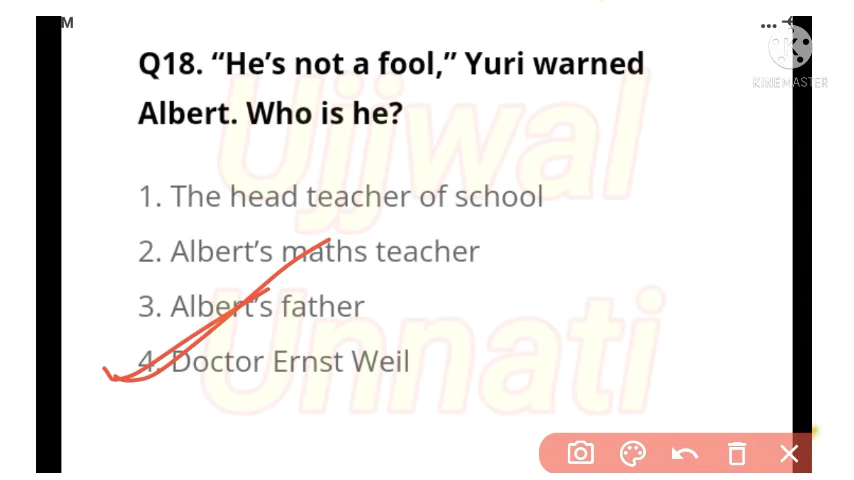 M
KINEMASTER
Q18. “He’s not a fool,” Yuri warned
Albert. Who is he?
1. The head teacher of school
2. Albert’s maths teacher
3. Albert’s father
4. Doctor Ernst Weil
Ujjwal
Unnati